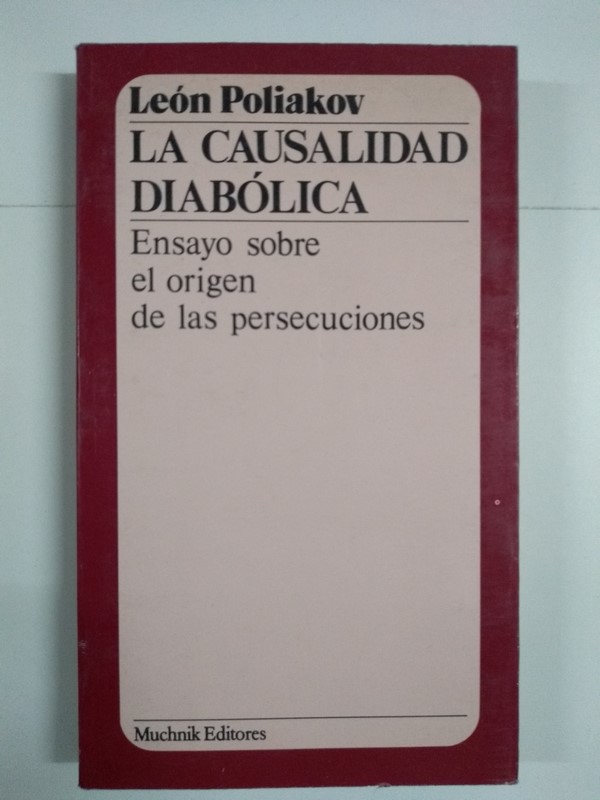 León Poliakov
LA CAUSALIDAD
DIABÓLICA
Ensayo sobre
el origen
de las persecuciones
Muchnik Editores